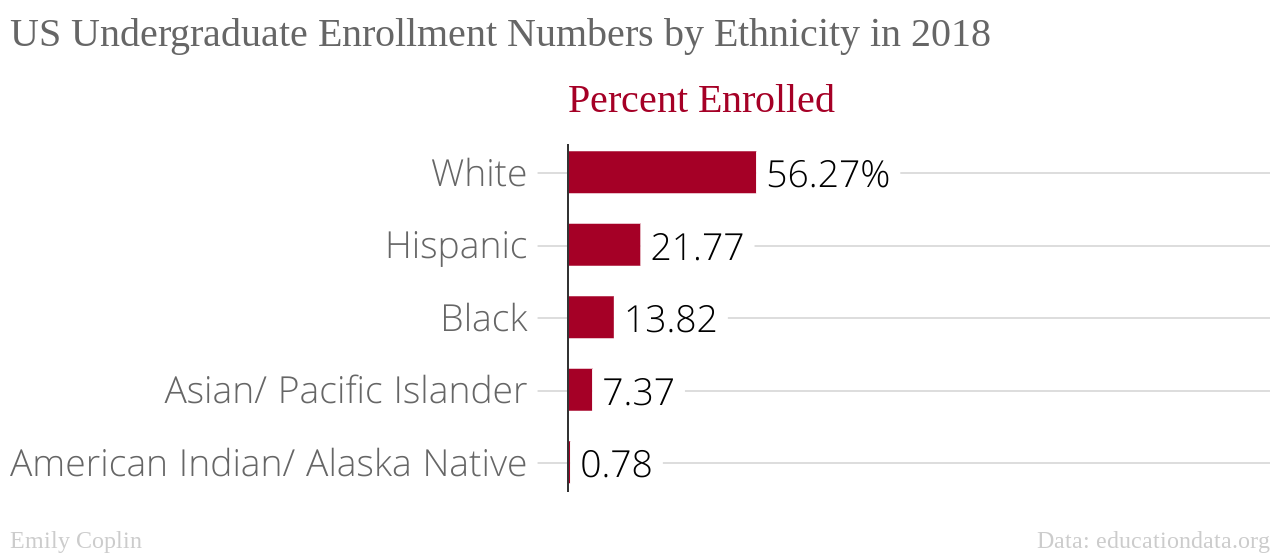 US Undergraduate Enrollment Numbers by Ethnicity in 2018
Percent Enrolled
White 56.27%
Hispanic 21.77
Black 13.82
Asian/ Pacific Islander 7.37
American Indian/ Alaska Native 0.78
Emily Coplin Data: educationdata.org